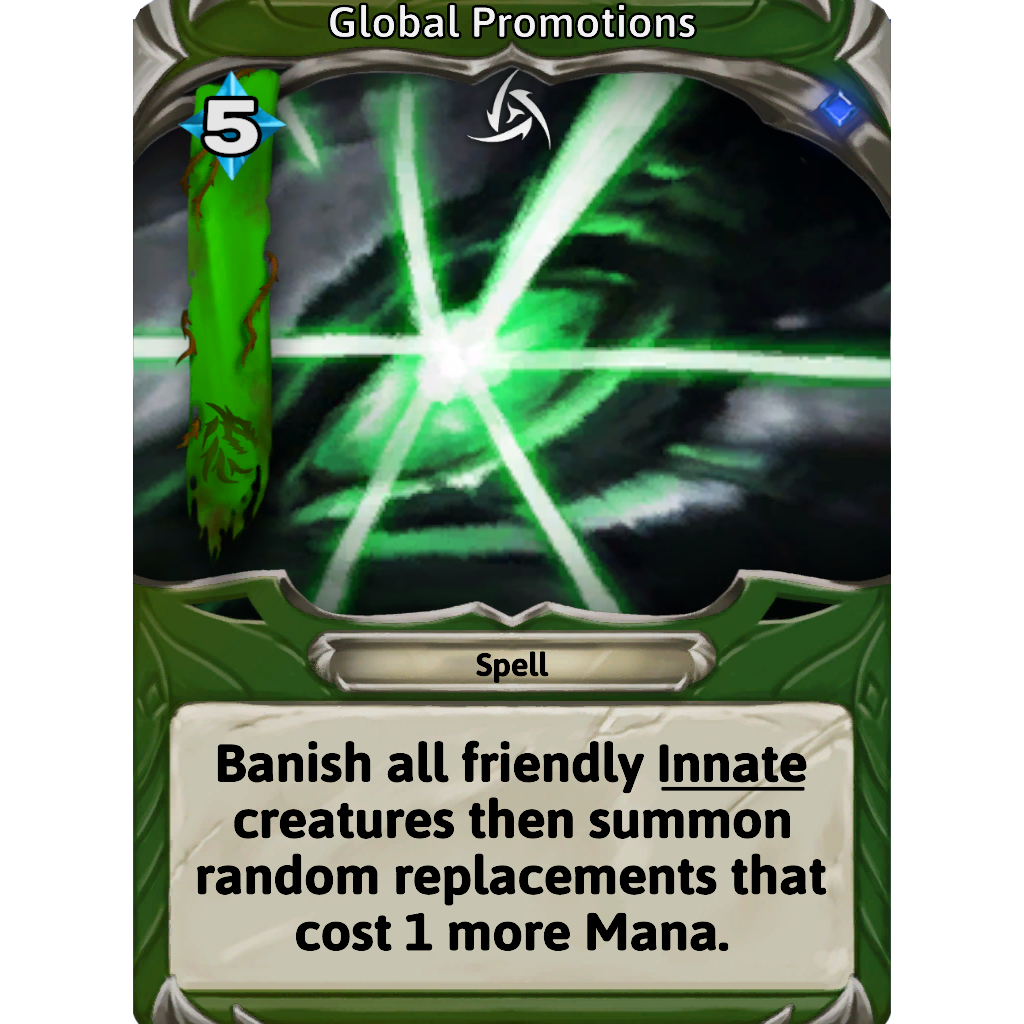 Global Promotions
5
Spell
Banish all friendly Innate
creatures then summon
random replacements that
cost 1 more Mana.